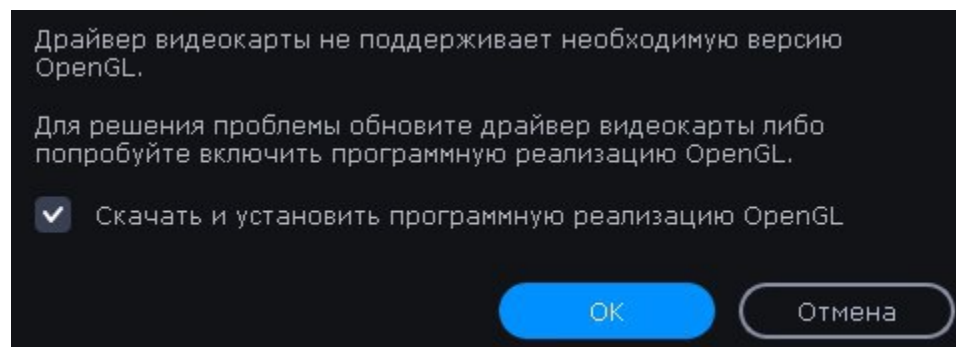 Драйвер видеокарты не поддерживает необходимую версию
OpenGL.
Для решения проблемы обновите драйвер видеокарты либо
попробуйте включить программную реализацию OpenGL.
Скачать и установить программную реализацию OpenGL
OK
Отмена